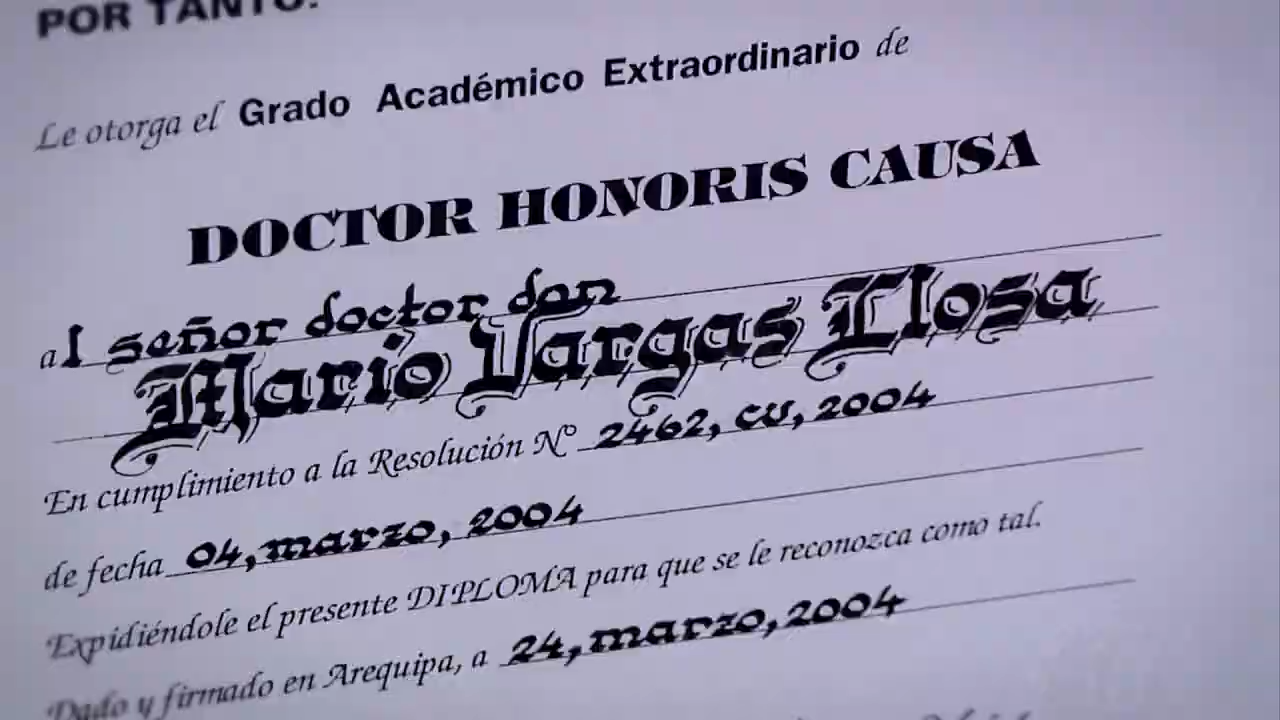 POR TANTO:
Le otorga el Grado Académico Extraordinario de
DOCTOR HONORIS CAUSA
al señor doctor don
Mario Vargas Llosa
En cumplimiento a la Resolución N° 2462, cu, 2004
de fecha 04, marzo, 2004
Expidiéndole el presente DIPLOMA para que se le reconozca como tal.
Dado y firmado en Arequipa, a 24, marzo, 2004